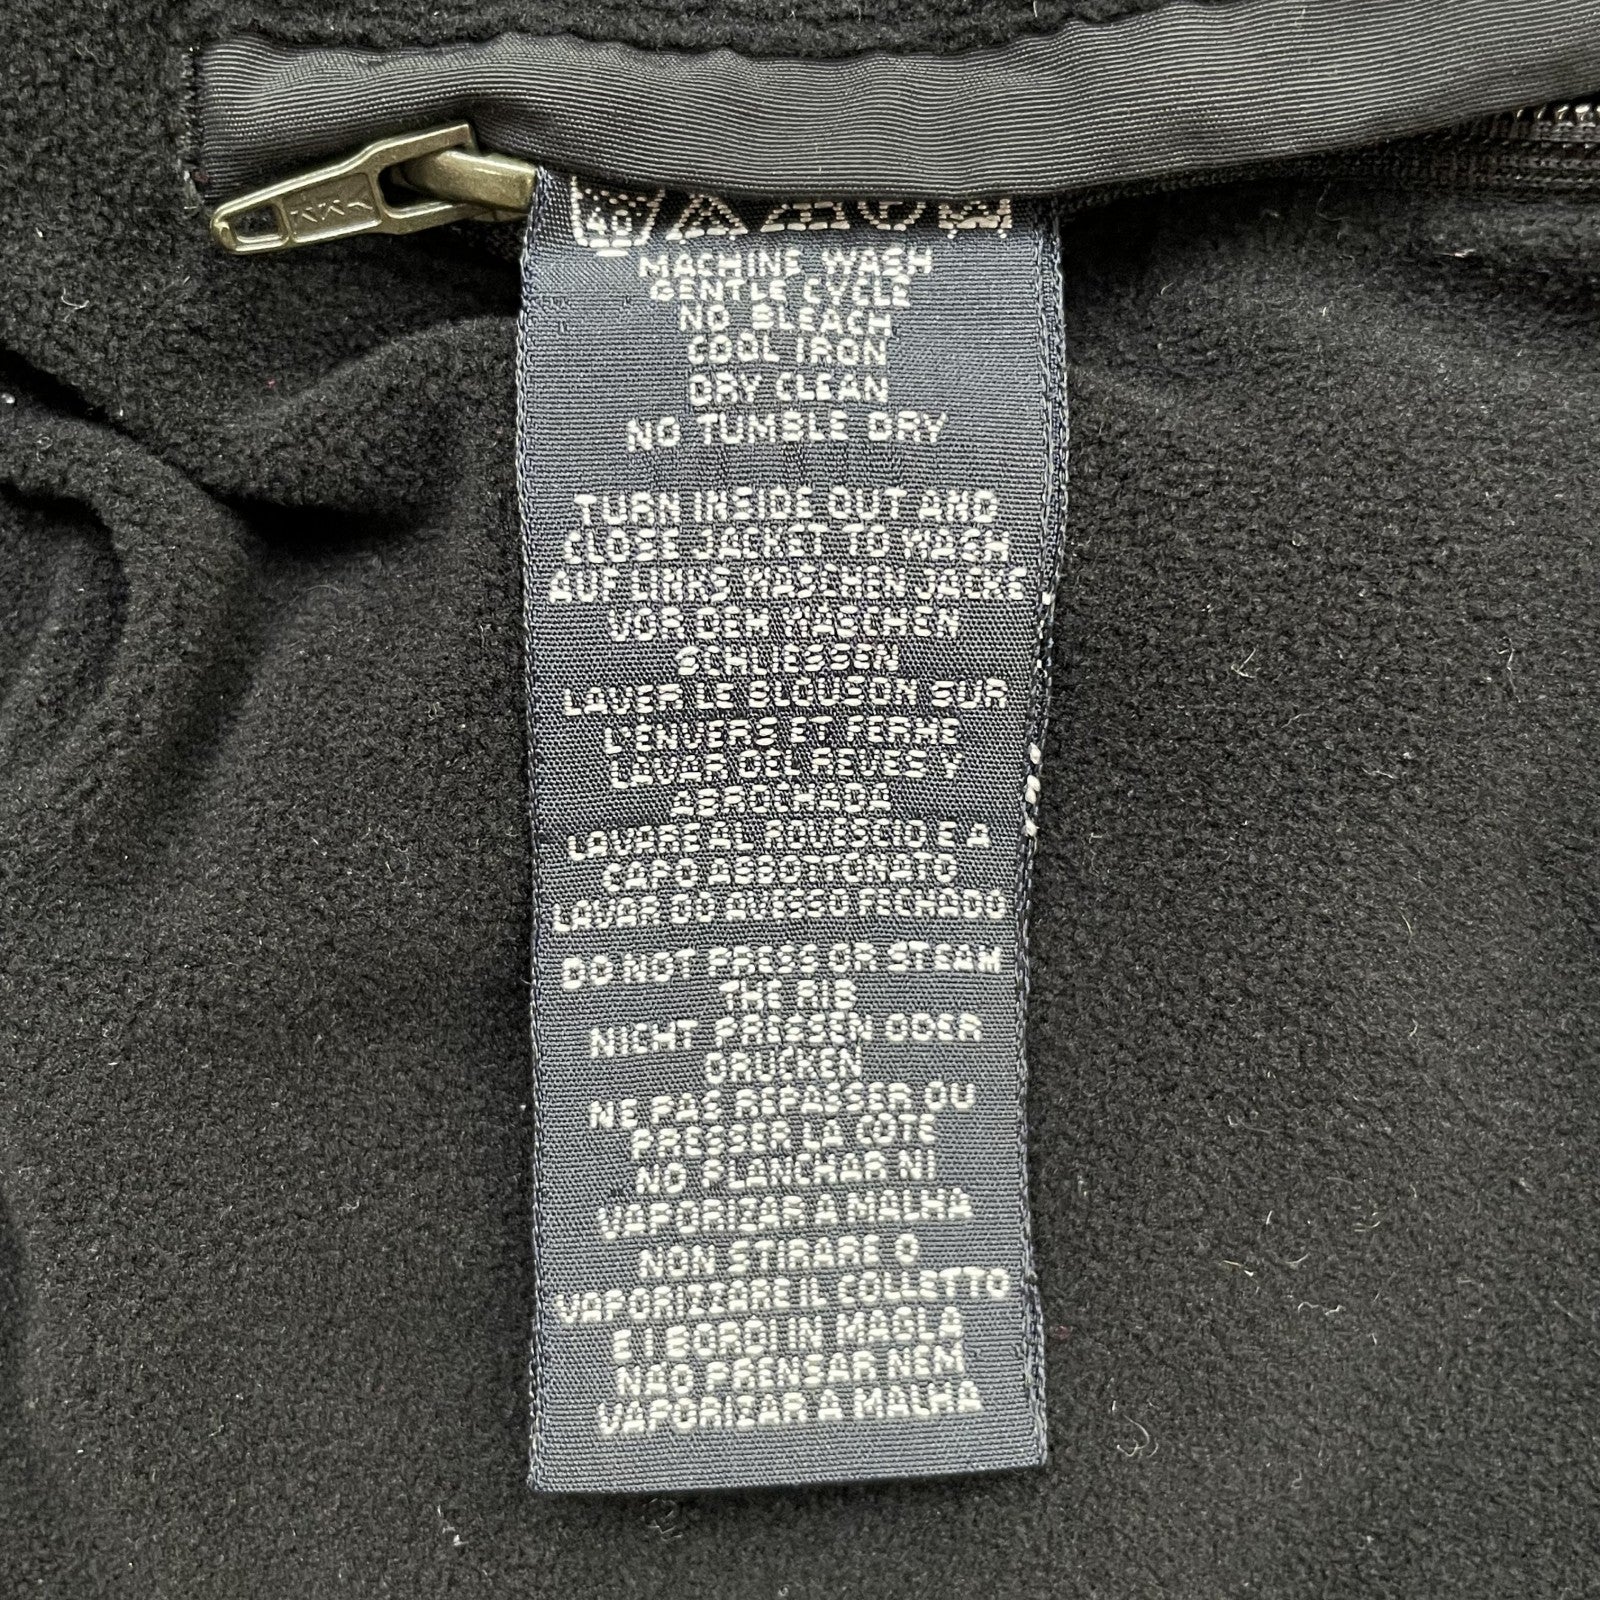 40
MACHINE WASH
GENTLE CYCLE
NO BLEACH
COOL IRON
DRY CLEAN
NO TUMBLE DRY
TURN INSIDE OUT AND
CLOSE JACKET TO WASH
AUF LINKS WASCHEN JACKE
VOR DEM WASCHEN
SCHLIESSEN
LAVER LE BLOUSON SUR
L'ENVERS ET FERME
LAVAR DEL REVES Y
ABROCHADA
LAVARE AL ROVESCIO E A
CAPO ABBOTTONATO
LAVAR DO AVESSO FECHADO
DO NOT PRESS OR STEAM
THE RIB
NICHT PRESSEN ODER
DRUCKEN
NE PAS REPASSER OU
PRESSER LA COTE
NO PLANCHAR NI
VAPORIZAR A MALHA
NON STIRARE O
VAPORIZZARE IL COLLETTO
E I BORDI IN MAGLA
NÃO PRENSAR NEM
VAPORIZAR A MALHA